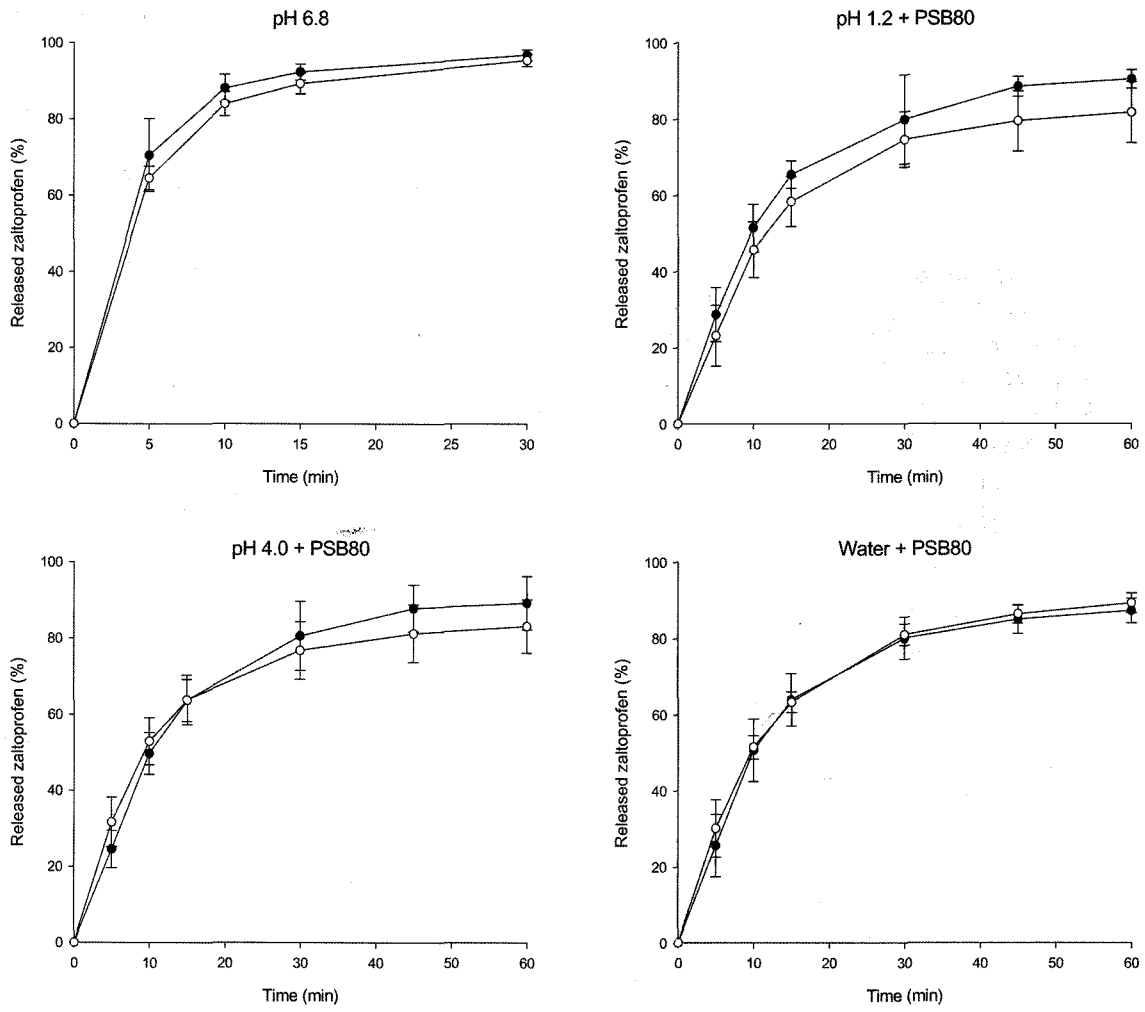 pH 6.8
100
80
60
40
20
0
Released zaltoprofen (%)
0 5 10 15 20 25 30
Time (min)
pH 1.2 + PSB80
100
80
60
40
20
0
Released zaltoprofen (%)
0 10 20 30 40 50 60
Time (min)
pH 4.0 + PSB80
100
80
60
40
20
0
Released zaltoprofen (%)
0 10 20 30 40 50 60
Time (min)
Water + PSB80
100
80
60
40
20
0
Released zaltoprofen (%)
0 10 20 30 40 50 60
Time (min)